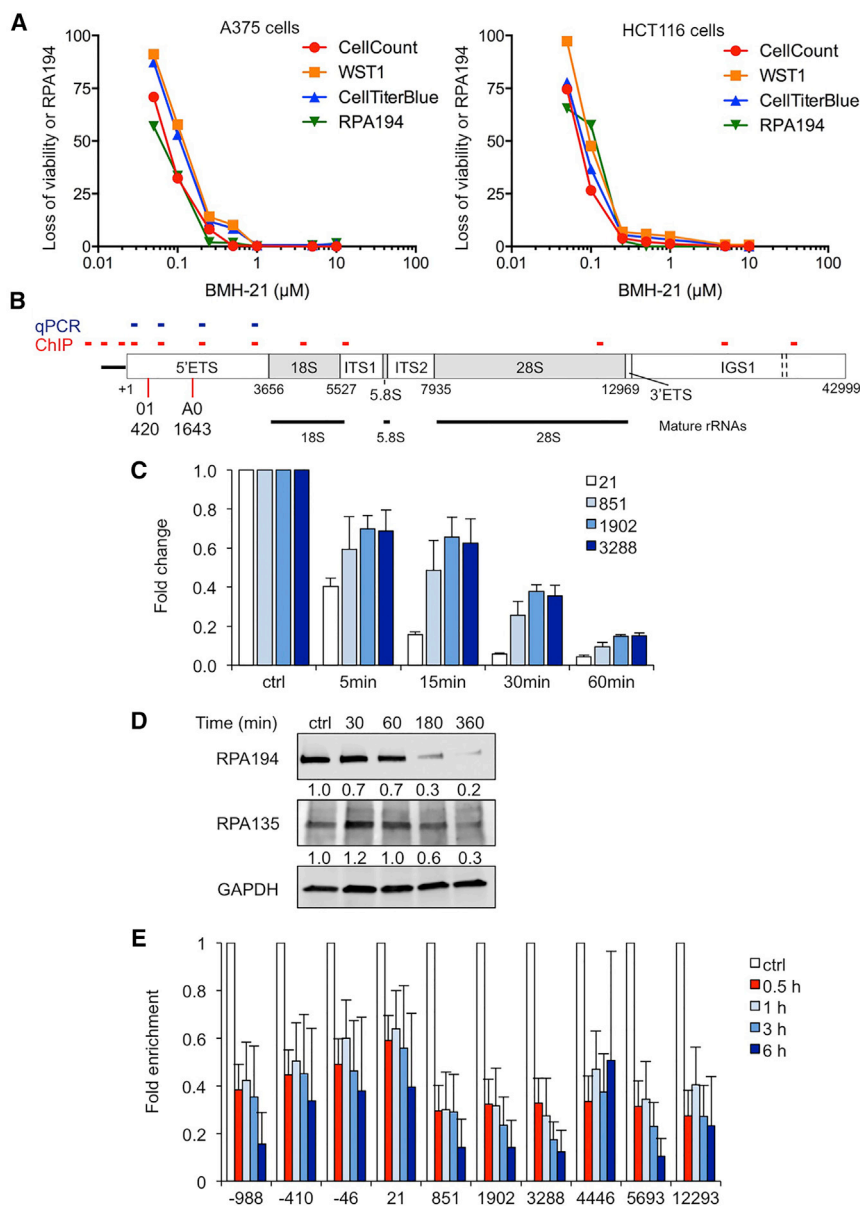 A
A375 cells
Loss of viability or RPA194
100
75
50
25
0
0.01
0.1
1
10
100
BMH-21 (µM)
CellCount
WST1
CellTiterBlue
RPA194
HCT116 cells
Loss of viability or RPA194
100
75
50
25
0
0.01
0.1
1
10
100
BMH-21 (µM)
CellCount
WST1
CellTiterBlue
RPA194
B
qPCR
ChIP
5'ETS
18S
ITS1
ITS2
28S
IGS1
+1
3656
5527
5.8S
7935
12969
3'ETS
42999
01
420
A0
1643
18S
5.8S
28S
Mature rRNAs
C
Fold change
1.0
0.8
0.6
0.4
0.2
0.0
ctrl
5min
15min
30min
60min
21
851
1902
3288
D
Time (min) ctrl 30 60 180 360
RPA194
1.0 0.7 0.7 0.3 0.2
RPA135
1.0 1.2 1.0 0.6 0.3
GAPDH
E
Fold enrichment
1
0.8
0.6
0.4
0.2
0
-988
-410
-46
21
851
1902
3288
4446
5693
12293
ctrl
0.5 h
1 h
3 h
6 h